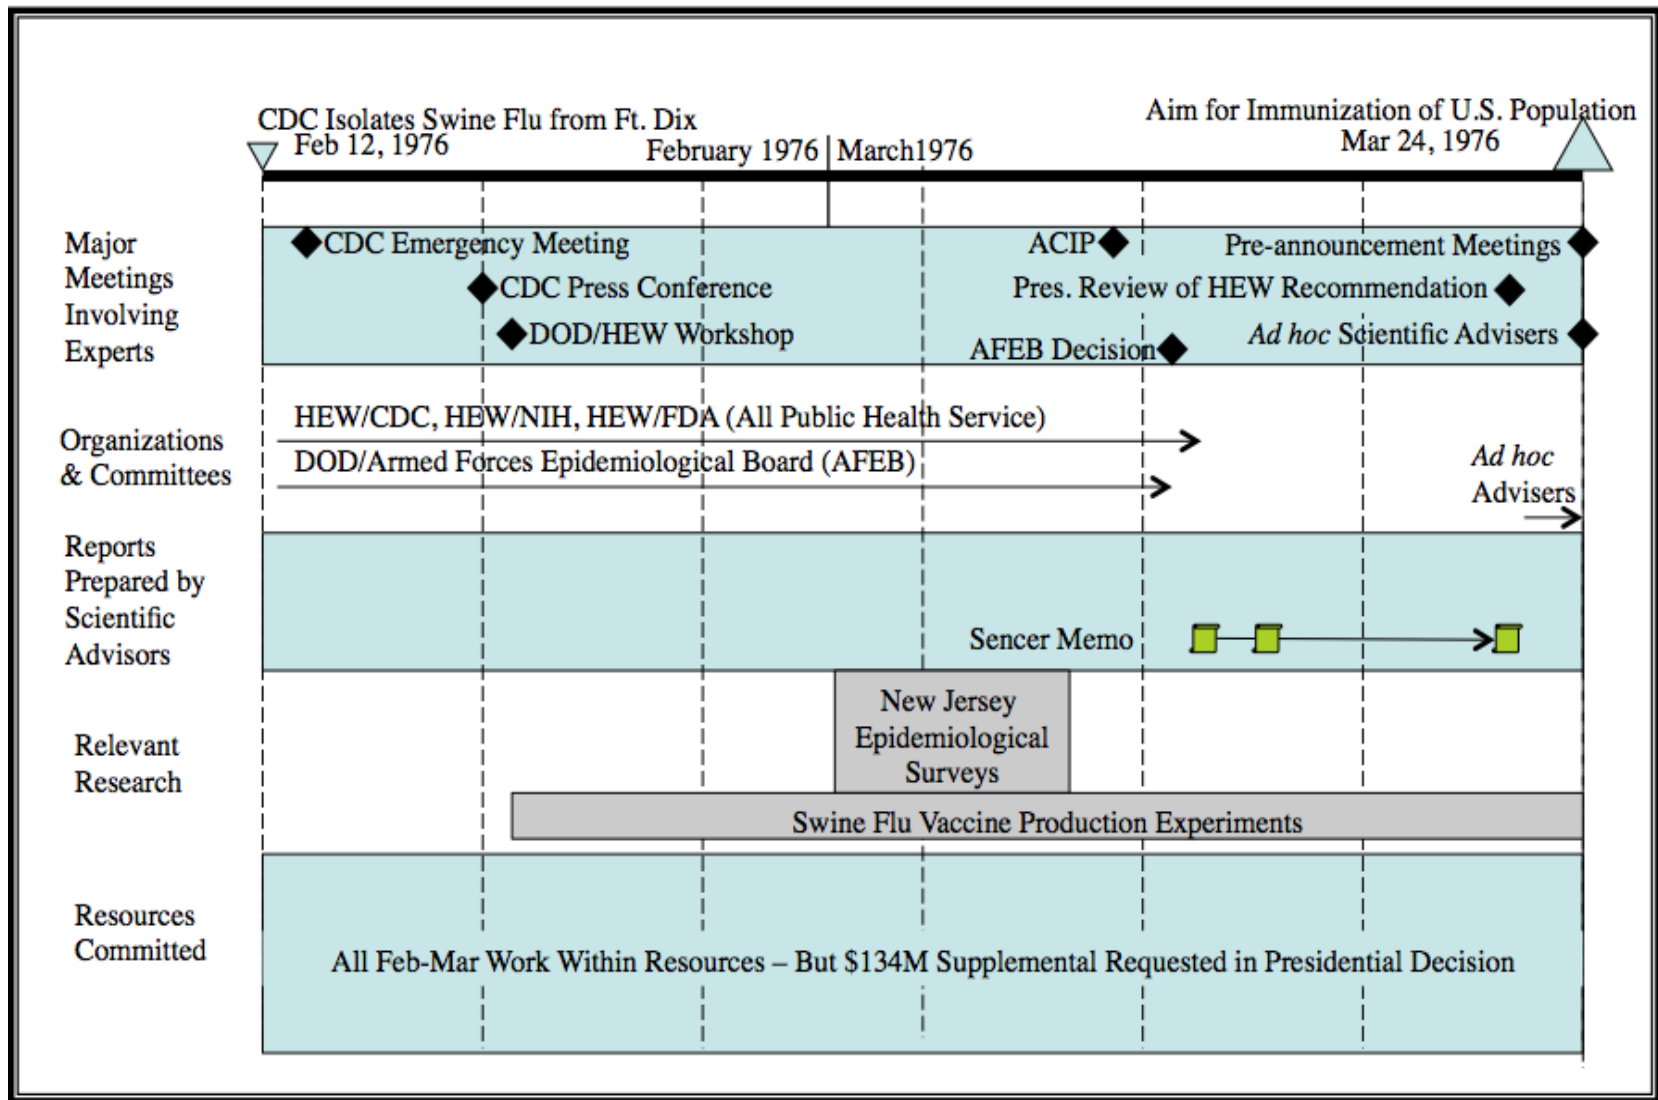 CDC Isolates Swine Flu from Ft. Dix
Feb 12, 1976
February 1976
March1976
Aim for Immunization of U.S. Population
Mar 24, 1976
Major
Meetings
Involving
Experts
CDC Emergency Meeting
ACIP
Pre-announcement Meetings
CDC Press Conference
Pres. Review of HEW Recommendation
DOD/HEW Workshop
AFEB Decision
Ad hoc Scientific Advisers
Organizations
& Committees
HEW/CDC, HEW/NIH, HEW/FDA (All Public Health Service)
DOD/Armed Forces Epidemiological Board (AFEB)
Ad hoc
Advisers
Reports
Prepared by
Scientific
Advisors
Sencer Memo
Relevant
Research
New Jersey
Epidemiological
Surveys
Swine Flu Vaccine Production Experiments
Resources
Committed
All Feb-Mar Work Within Resources – But $134M Supplemental Requested in Presidential Decision